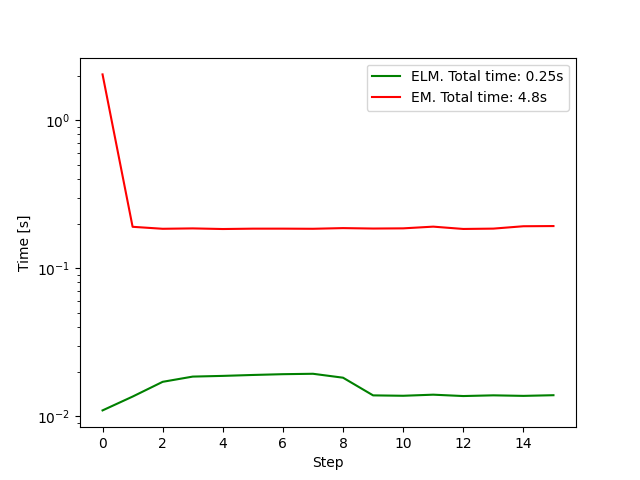 ELM. Total time: 0.25s
EM. Total time: 4.8s
10⁰
10⁻¹
10⁻²
Time [s]
0 2 4 6 8 10 12 14
Step